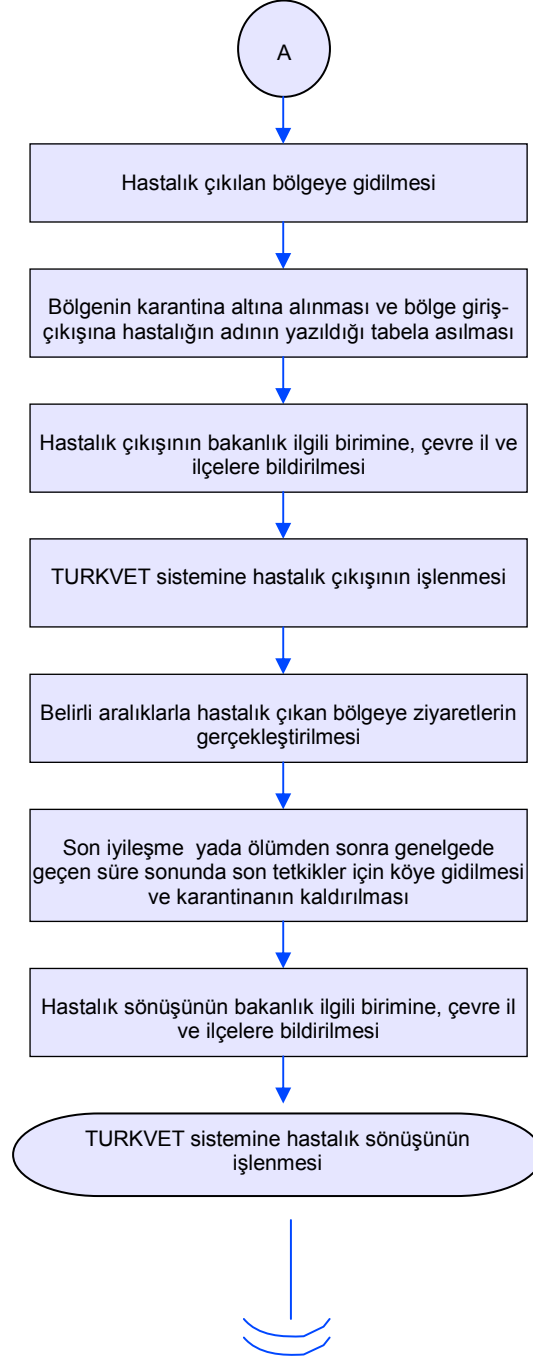 A
Hastalık çıkılan bölgeye gidilmesi
Bölgenin karantina altına alınması ve bölge giriş-
çıkışına hastalığın adının yazıldığı tabela asılması
Hastalık çıkışının bakanlık ilgili birimine, çevre il ve
ilçelere bildirilmesi
TURKVET sistemine hastalık çıkışının işlenmesi
Belirli aralıklarla hastalık çıkan bölgeye ziyaretlerin
gerçekleştirilmesi
Son iyileşme yada ölümden sonra genelgede
geçen süre sonunda son tetkikler için köye gidilmesi
ve karantinanın kaldırılması
Hastalık sönüşünün bakanlık ilgili birimine, çevre il
ve ilçelere bildirilmesi
TURKVET sistemine hastalık sönüşünün
işlenmesi